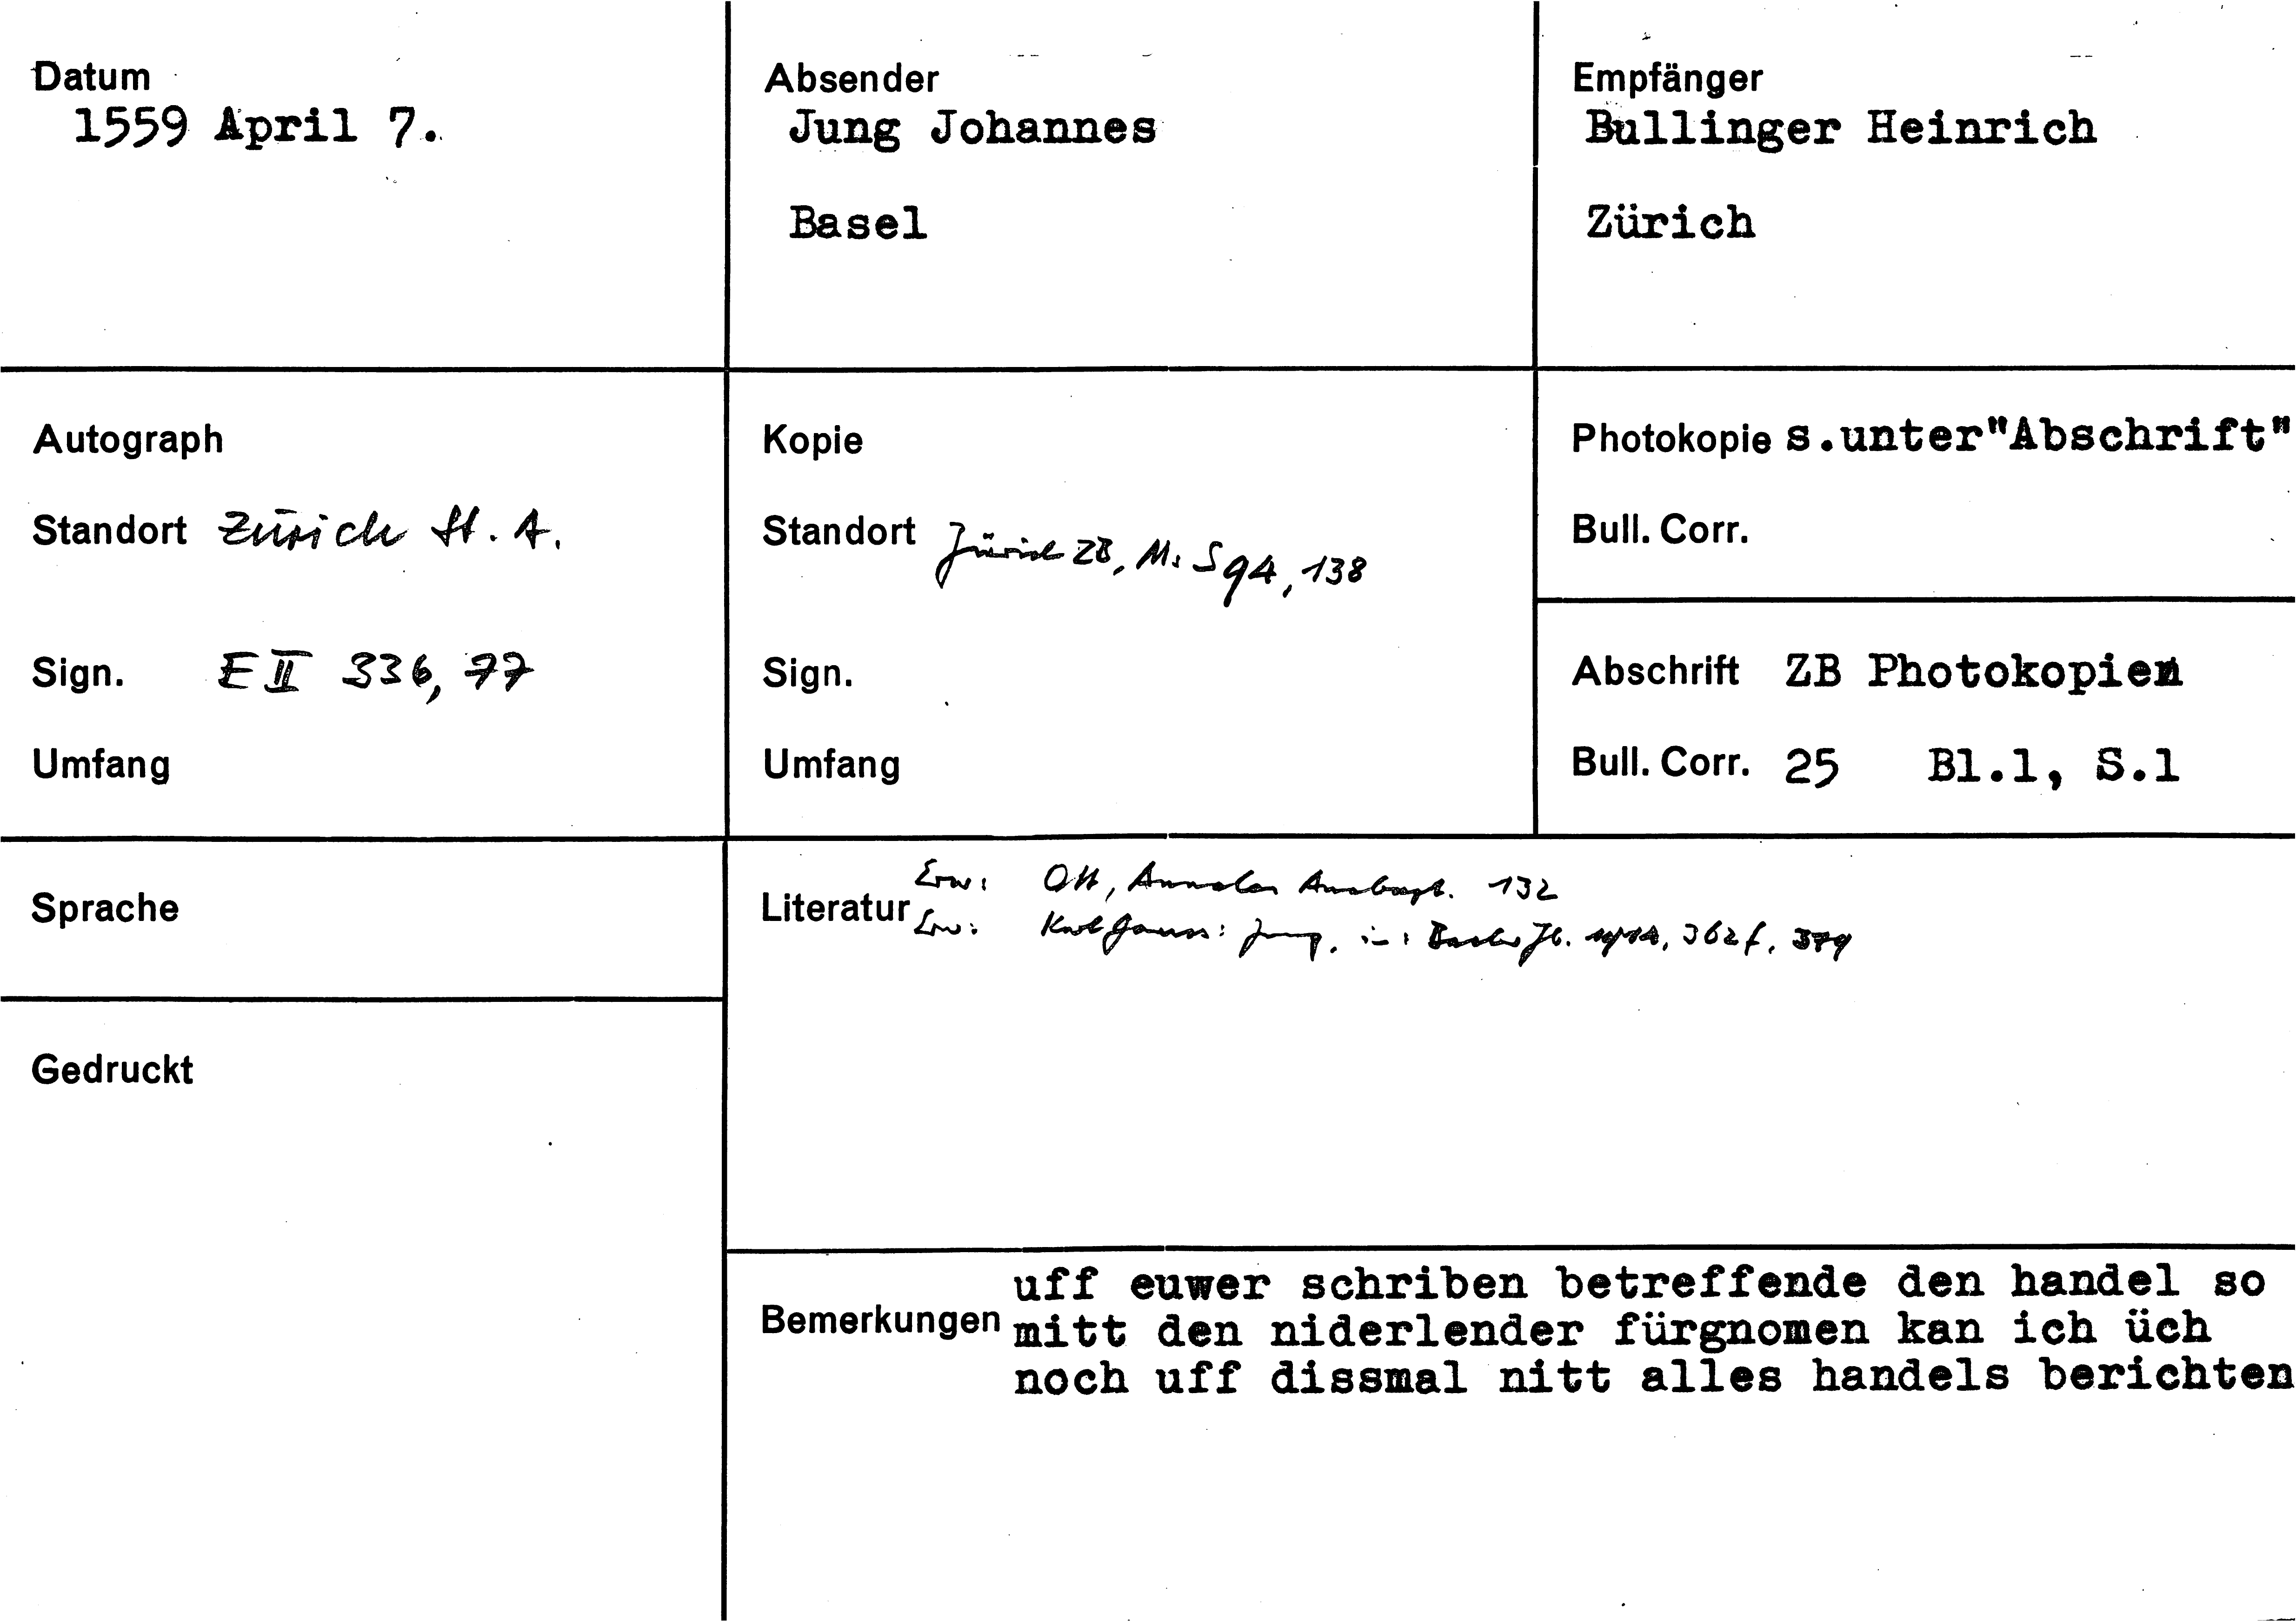 Datum
1559 April 7.
Absender
Jung Johannes
Basel
Empfänger
Bullinger Heinrich
Zürich
Autograph
Standort Zürich St. A.
Sign. E II 336, 77
Umfang
Kopie
Standort Zürich ZB, Ms S 94, 138
Sign.
Umfang
Photokopie s.unter"Abschrift"
Bull. Corr.
Abschrift ZB Photokopien
Bull. Corr. 25 Bl.1, S.1
Sprache
Gedruckt
Literatur
Erw: Ott, Annales Anabapt. 132
Erw: Karl Gauss: Jung, in: Basler Jb. 1914, 362 f. 379
Bemerkungen
uff euwer schriben betreffende den handel so
mitt den niderlender fürgnomen kan ich üch
noch uff dissmal nitt alles handels berichten